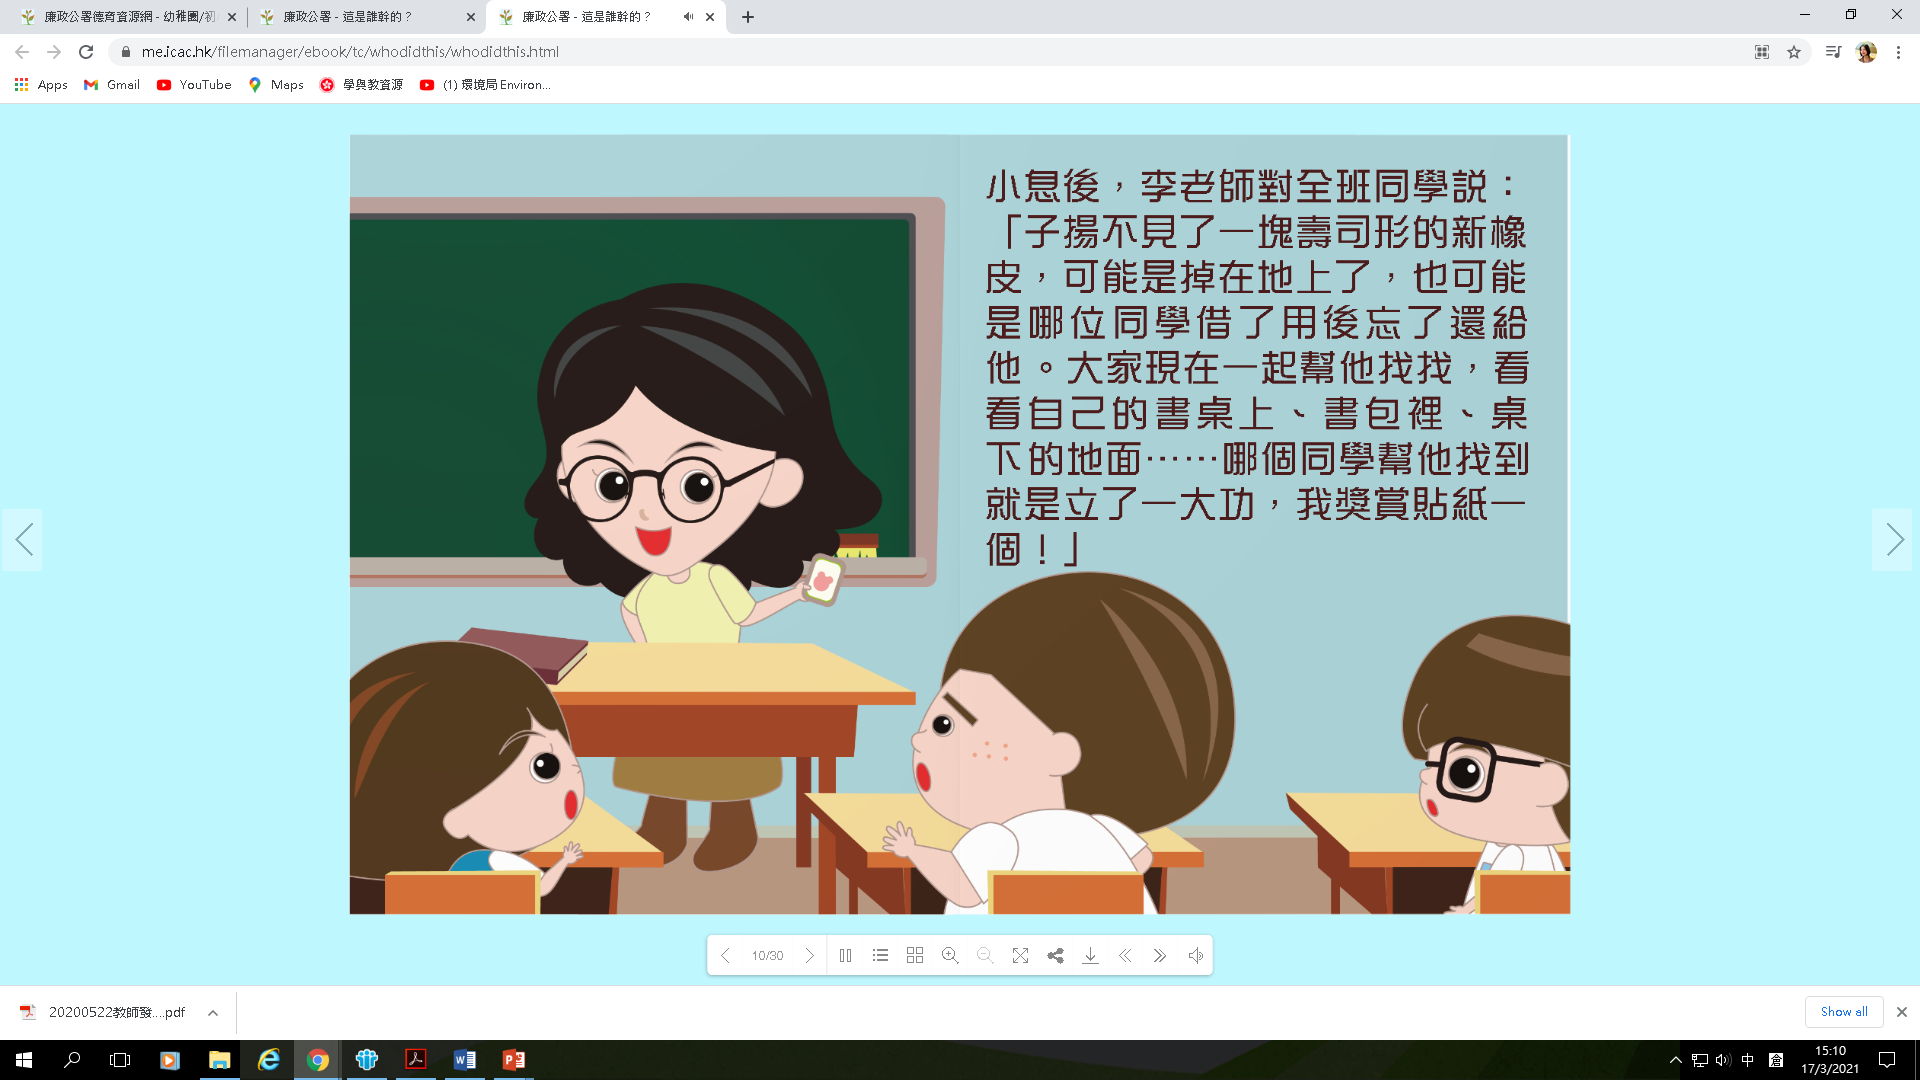 廉政公署德育資源網 - 幼稚園/初
廉政公署 - 這是誰幹的？
廉政公署 - 這是誰幹的？
me.icac.hk/filemanager/ebook/tc/whodidthis/whodidthis.html
Apps Gmail YouTube Maps 學與教資源 (1) 環境局 Environ...
小息後，李老師對全班同學説：
「子揚不見了一塊壽司形的新橡
皮，可能是掉在地上了，也可能
是哪位同學借了用後忘了還給
他。大家現在一起幫他找找，看
看自己的書桌上、書包裡、桌
下的地面……哪個同學幫他找到
就是立了一大功，我獎賞貼紙一
個！」
10/30
20200522教師發....pdf
Show all
中
倉
15:10
17/3/2021